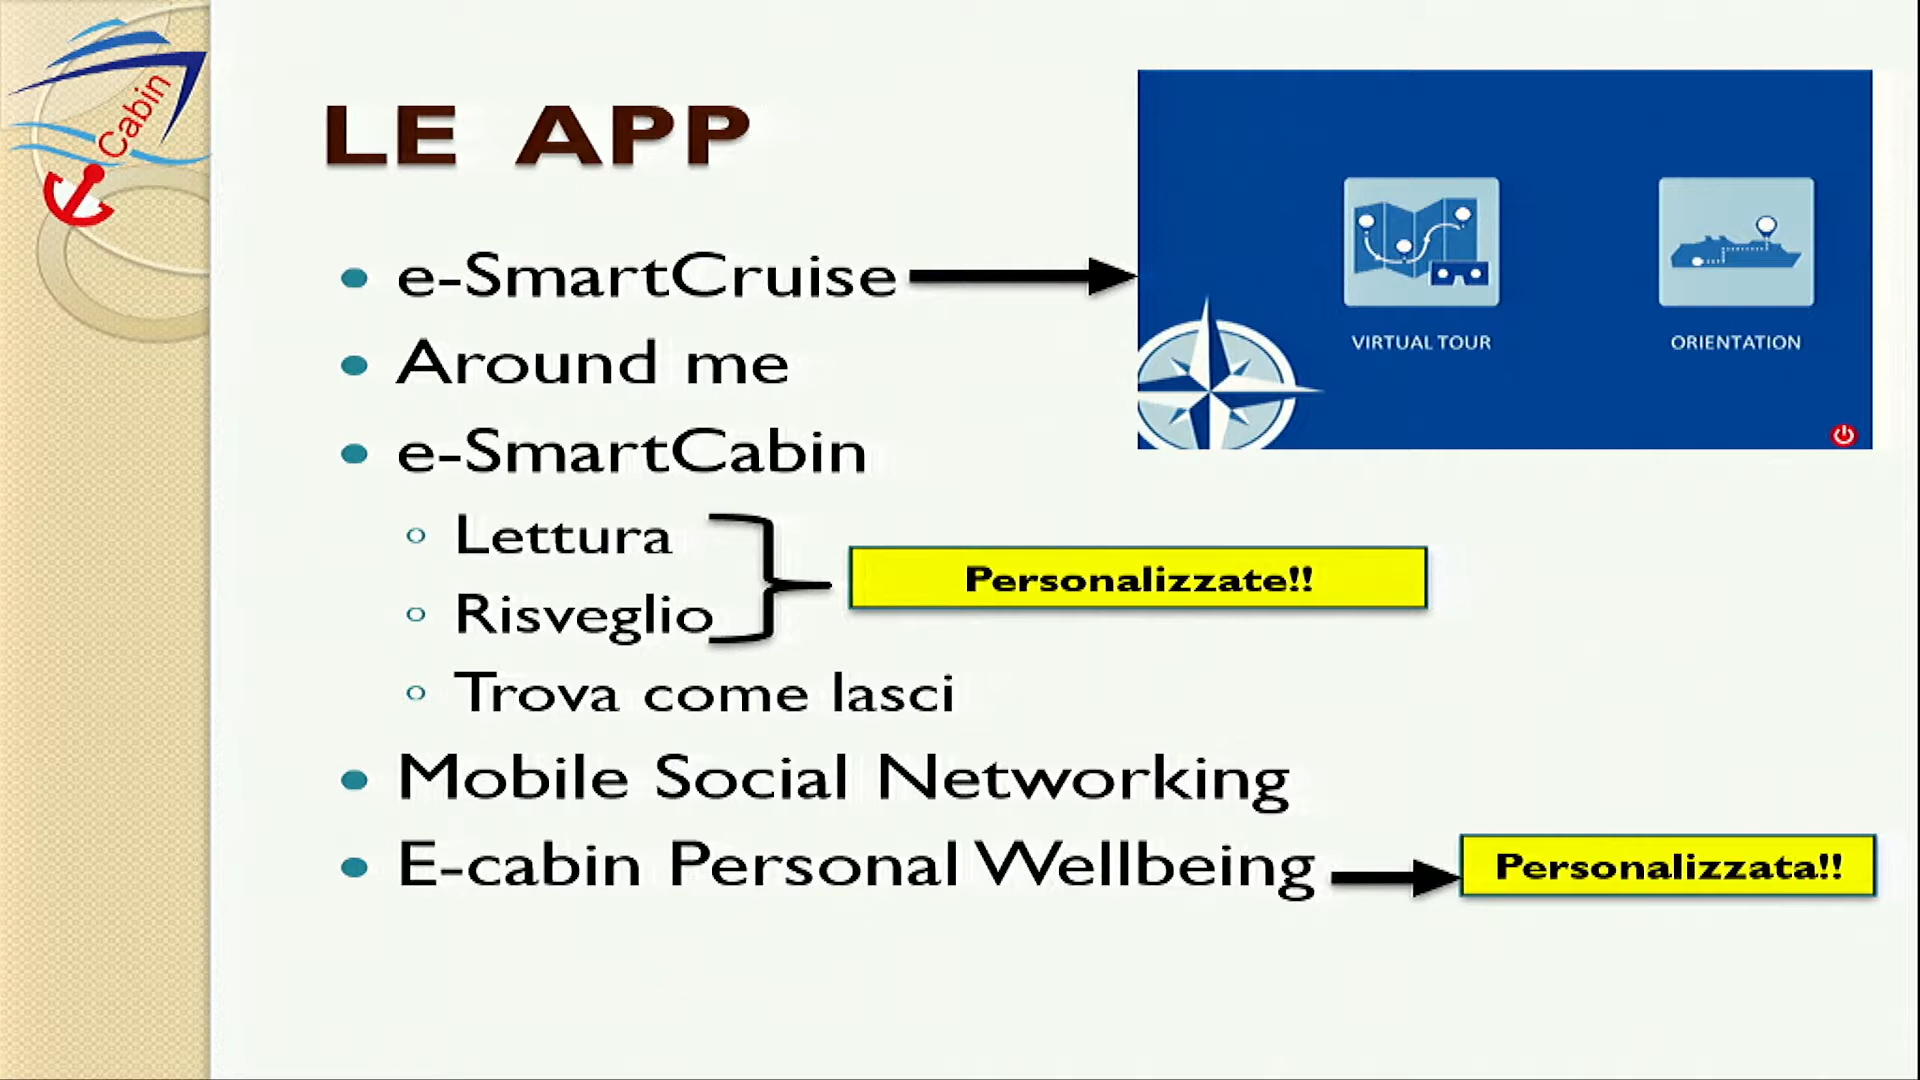 Cabin
LE APP
e-SmartCruise
VIRTUAL TOUR
ORIENTATION
Around me
e-SmartCabin
Lettura
Risveglio
Personalizzate!!
Trova come lasci
Mobile Social Networking
E-cabin Personal Wellbeing
Personalizzata!!